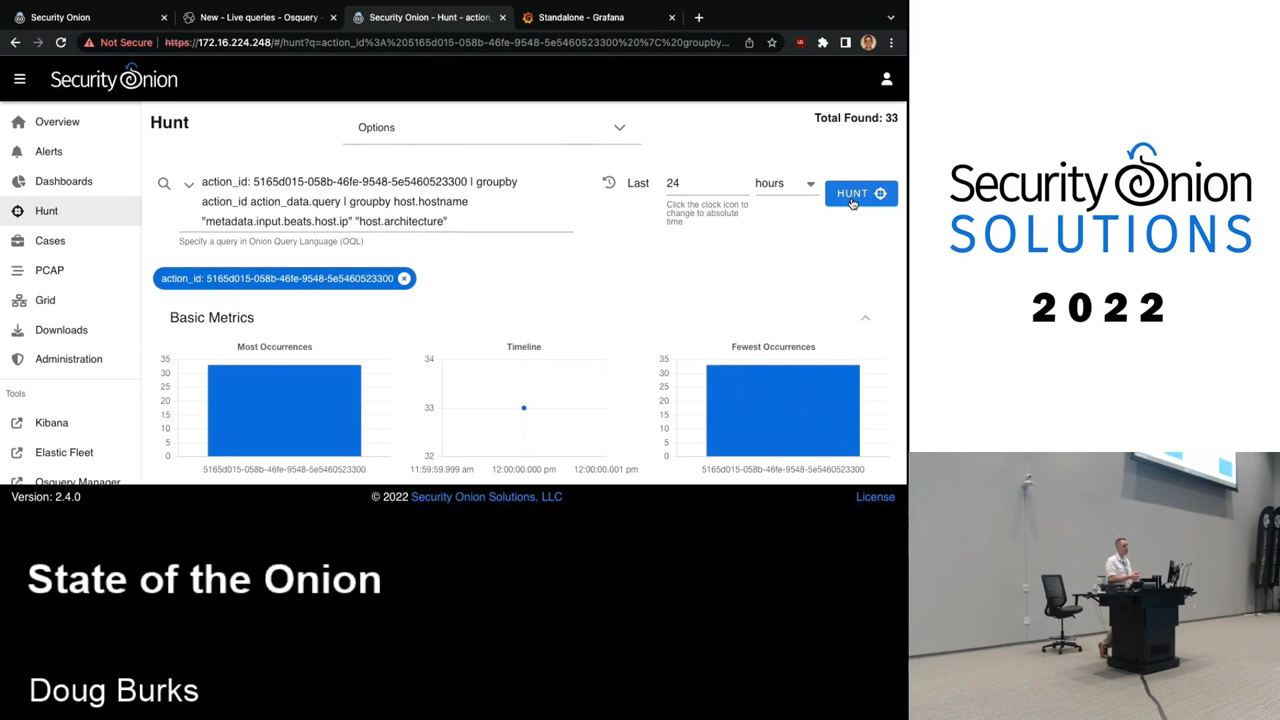 Security Onion
New - Live queries - Osquery
Security Onion - Hunt - action_
Standalone - Grafana
Not Secure
https://172.16.224.248/#/hunt?q=action_id%3A%205165d015-058b-46fe-9548-5e5460523300%20%7C%20groupby...
Security Onion
Overview
Alerts
Dashboards
Hunt
Cases
PCAP
Grid
Downloads
Administration
Tools
Kibana
Elastic Fleet
Osquery Manager
Hunt
Options
Total Found: 33
action_id: 5165d015-058b-46fe-9548-5e5460523300 | groupby
action_id action_data.query | groupby host.hostname
"metadata.input.beats.host.ip" "host.architecture"
Specify a query in Onion Query Language (OQL)
Last
24
hours
Click the clock icon to
change to absolute
time
HUNT
action_id: 5165d015-058b-46fe-9548-5e5460523300
Basic Metrics
Most Occurrences
35
30
25
20
15
10
5
0
5165d015-058b-46fe-9548-5e5460523300
Timeline
34
33
32
11:59:59.999 am
12:00:00.000 pm
12:00:00.001 pm
Fewest Occurrences
35
30
25
20
15
10
5
0
5165d015-058b-46fe-9548-5e5460523300
Version: 2.4.0
© 2022 Security Onion Solutions, LLC
License
State of the Onion
Doug Burks
Security Onion
SOLUTIONS
2022